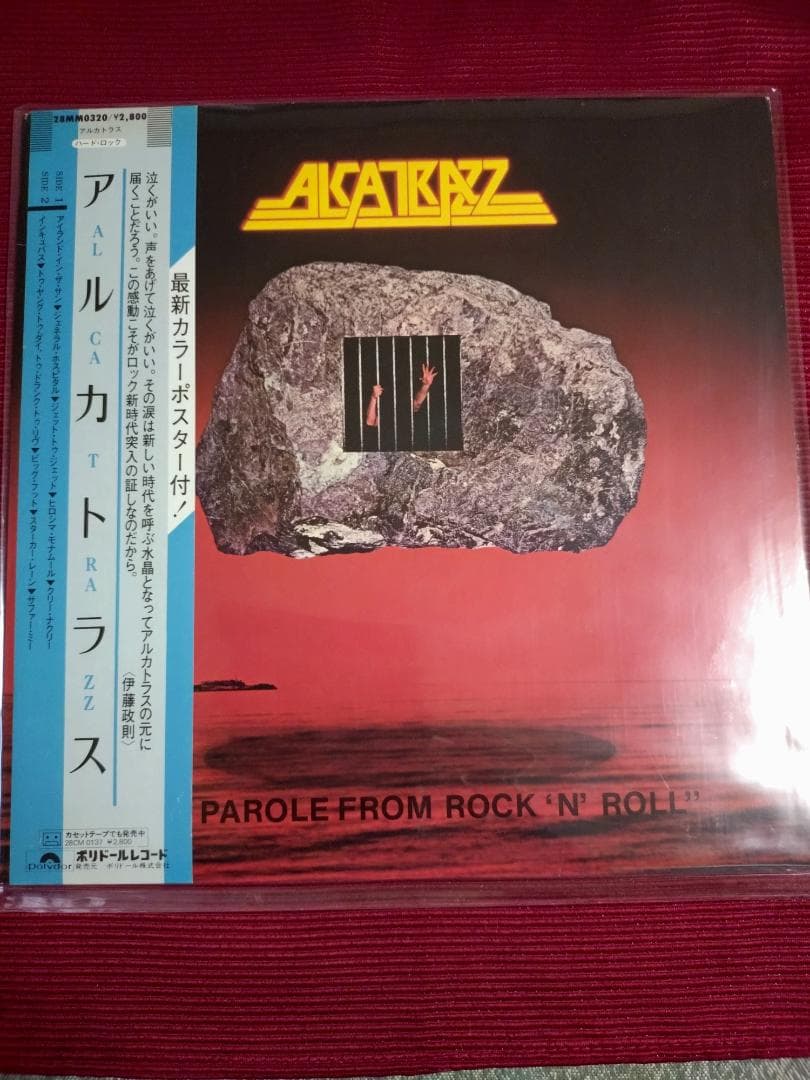 28MM0320/¥2,800
アルカトラス
ハード・ロック
SIDE 1
アイランド・イン・ザ・サン▼ジェネラル・ホスピタル▼ジェット・トゥ・ジェット▼ヒロシマ・モナムール▼クリー・ナクリー
SIDE 2
インキュバス▼トゥ・ヤング・トゥ・ダイ、トゥ・ドランク・トゥ・リヴ▼ビッグ・フット▼スターカー・レーン▼サファー・ミー
アルカトラス
ALCATRAZZ
泣くがいい。声をあげて泣くがいい。その涙は新しい時代を呼ぶ水晶となってアルカトラスの元に
届くことだろう。この感動こそがロック新時代突入の証しなのだから。
〈伊藤政則〉
最新カラーポスター付!
カセットテープでも発売中
28CM 0137 ¥2,800
polydor
ポリドールレコード
発売元 ポリドール株式会社
ALCATRAZZ
PAROLE FROM ROCK ‘N’ ROLL”